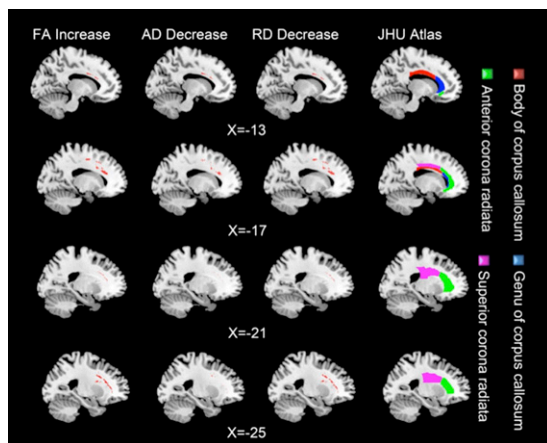 FA Increase AD Decrease RD Decrease JHU Atlas
X=-13
X=-17
X=-21
X=-25
Body of corpus callosum
Anterior corona radiata
Genu of corpus callosum
Superior corona radiata